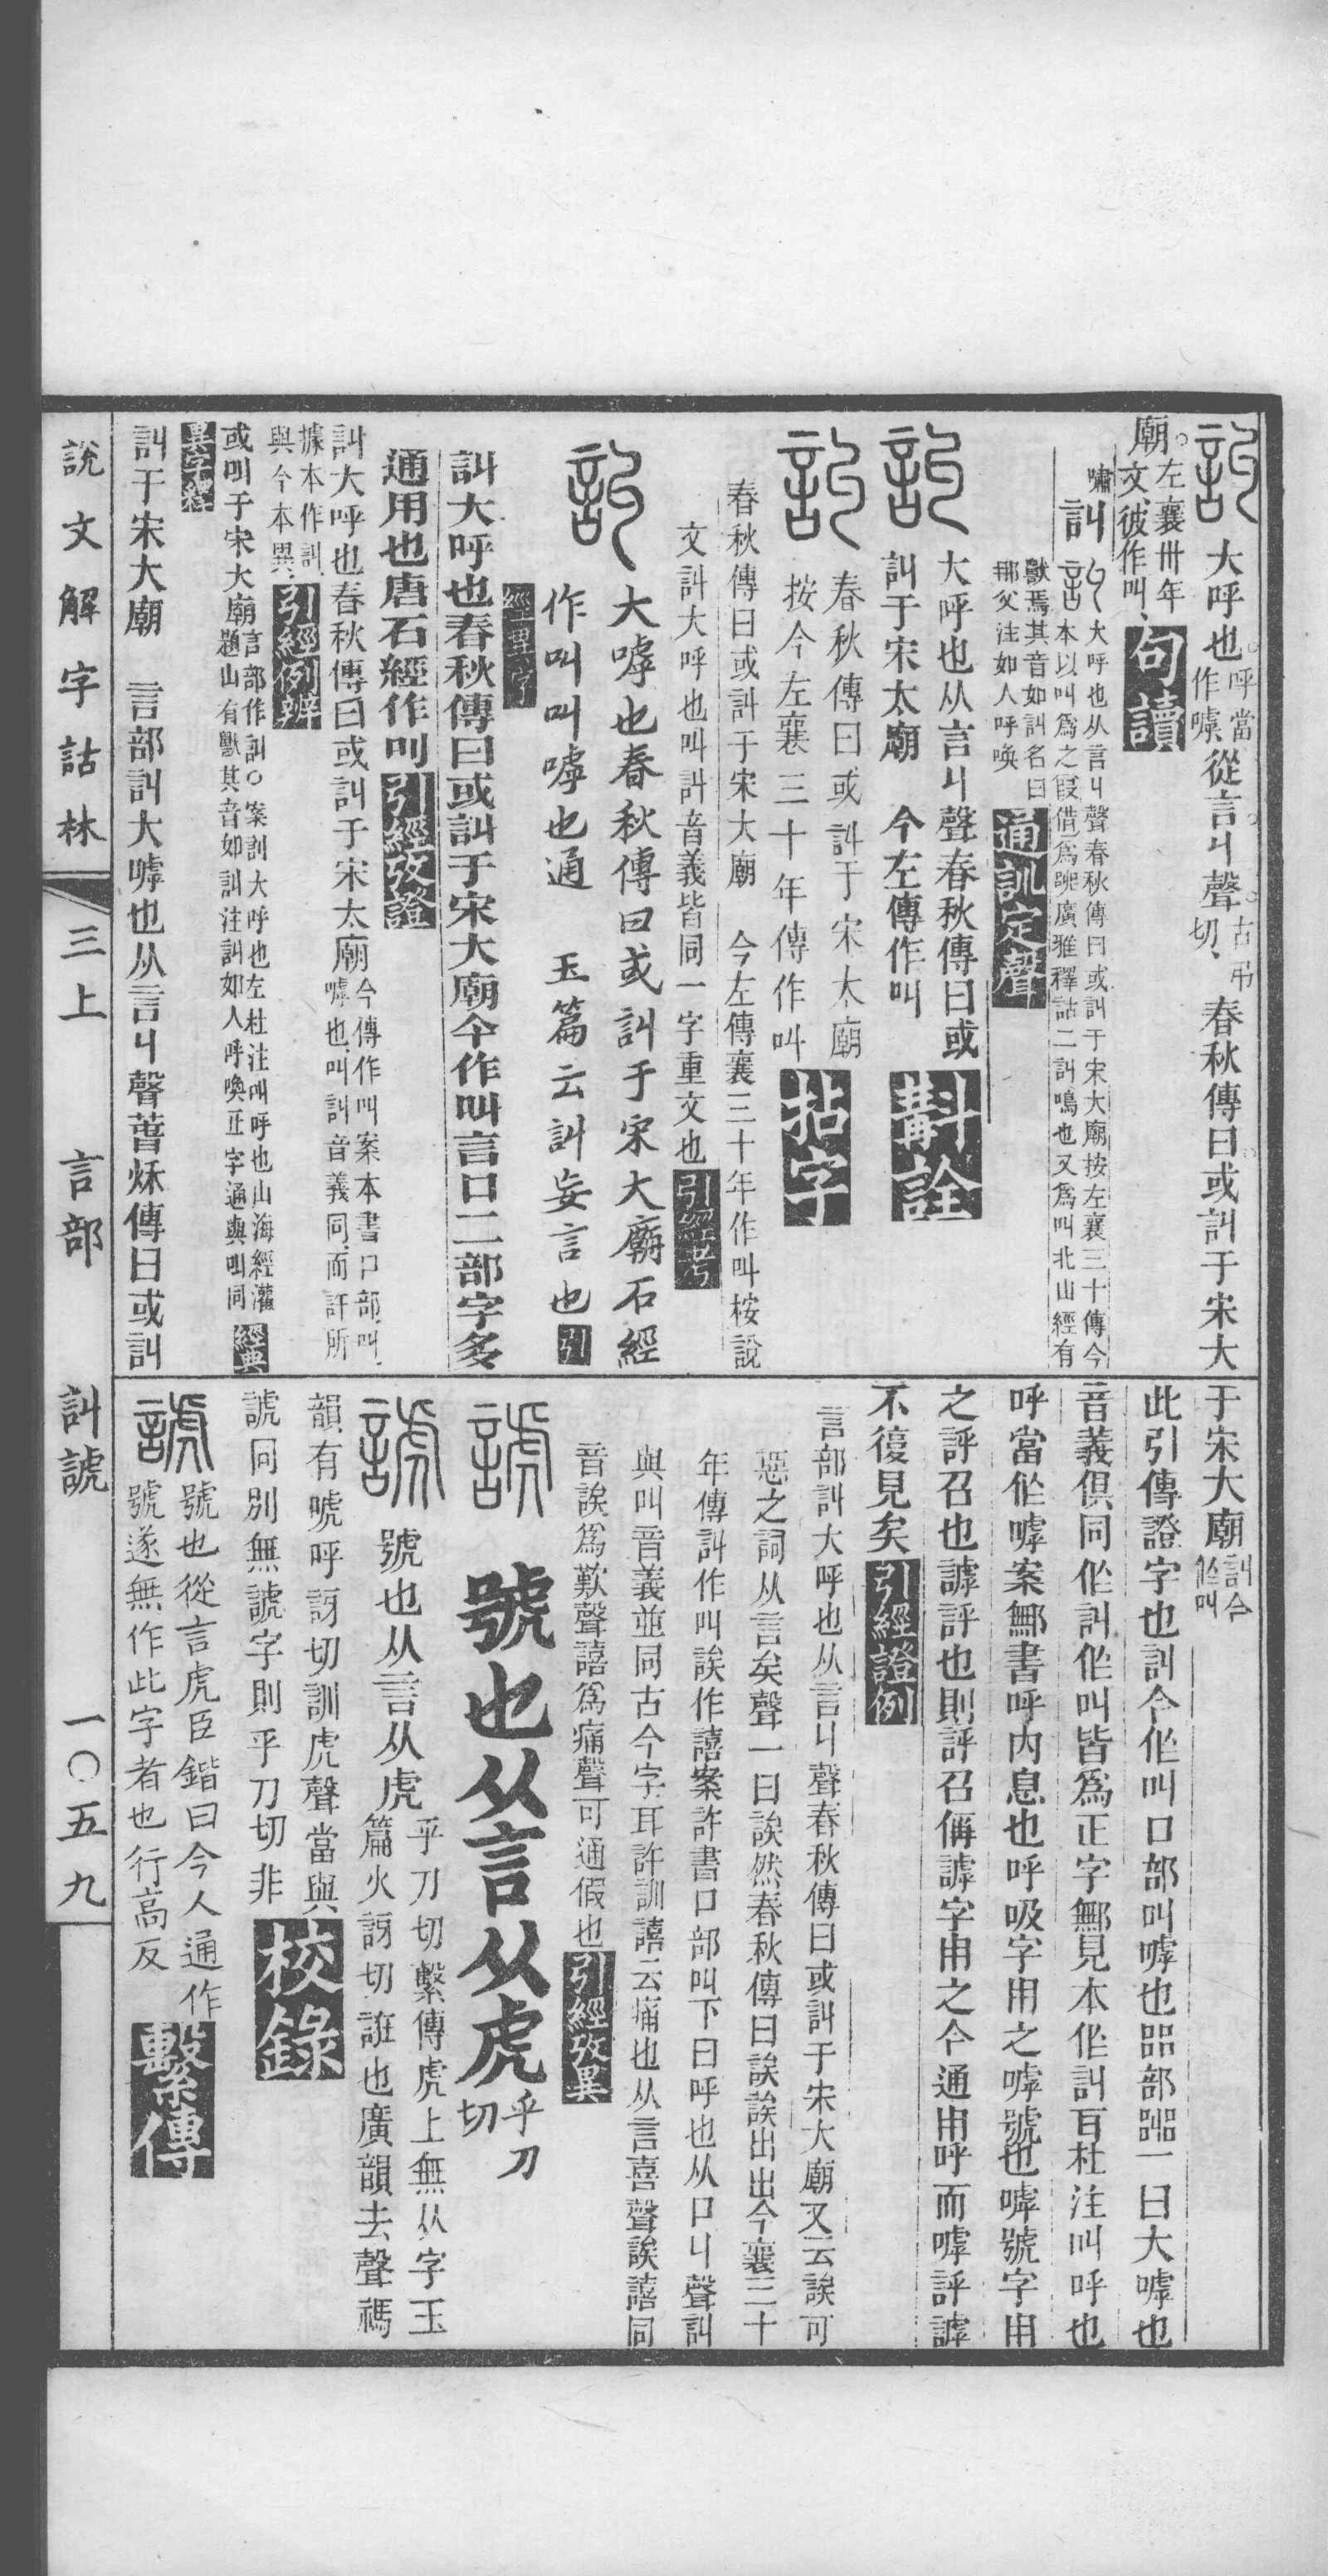 訆大呼也呼當作嘑從言丩聲古弔切春秋傳曰或訆于宋大
廟左襄卅年文彼作叫句讀
嘯訆大呼也从言丩聲春秋傳曰或訆于宋大廟按左襄三十傳今
本以叫爲之叚借爲㗊廣雅釋詁二訆鳴也又爲叫北山經有
獸焉其音如訆名曰
郭父注如人呼喚通訓定聲
訆大呼也从言丩聲春秋傳曰或
訆于宋太廟 今左傳作叫斠詮
訆春秋傳曰或訆于宋大廟
按今左襄三十年傳作叫拈字
春秋傳曰或訆于宋大廟 今左傳襄三十年作叫桉說
文訆大呼也叫訆音義皆同一字重文也引經考
訆大嘑也春秋傳曰或訆于宋大廟石經
作叫叫嘑也通 玉篇云訆妄言也引
經異字
訆大呼也春秋傳曰或訆于宋大廟今作叫言口二部字多
通用也唐石經作叫引經攷證
訆大呼也春秋傳曰或訆于宋太廟今傳作叫案本書口部叫
嘑也叫訆音義同而許所
據本作訆
與今本異引經例辨
或叫于宋大廟言部作訆○案訆大呼也左杜注叫呼也山海經灌
題山有獸其音如訆注訆如人呼喚正字通與叫同經典
異字釋
訆于宋大廟 言部訆大嘑也从言丩聲萅秌傳曰或訆
于宋大廟訆今作叫
此引傳證字也訆今作叫口部叫嘑也㗊部嚻一曰大嘑也
音義俱同作訆作叫皆爲正字鄦見本作訆百杜注叫呼也
呼當作嘑案鄦書呼內息也呼吸字用之嘑號也嘑號字用
之評召也謼評也則評召偁謼字用之今通用呼而嘑評謼
不復見矣引經證例
言部訆大呼也从言丩聲春秋傳曰或訆于宋大廟又云誒可
惡之詞从言矣聲一曰誒然春秋傳曰誒誒出出今襄三十
年傳訆作叫誒作譆案許書口部叫下曰呼也从口丩聲訆
與叫音義並同古今字耳許訓譆云痛也从言喜聲誒譆同
音誒爲歎聲譆爲痛聲可通假也引經攷異
諕 號也从言从虎乎刀切
諕號也从言从虎乎刀切繫傳虎上無从字玉
篇火訝切誑也廣韻去聲禡
韻有唬呼訝切訓虎聲當與
諕同別無諕字則乎刀切非校錄
諕號也從言虎臣鍇曰今人通作
號遂無作此字者也行高反繫傳
說文解字詁林 三上 言部 訆諕 一〇五九